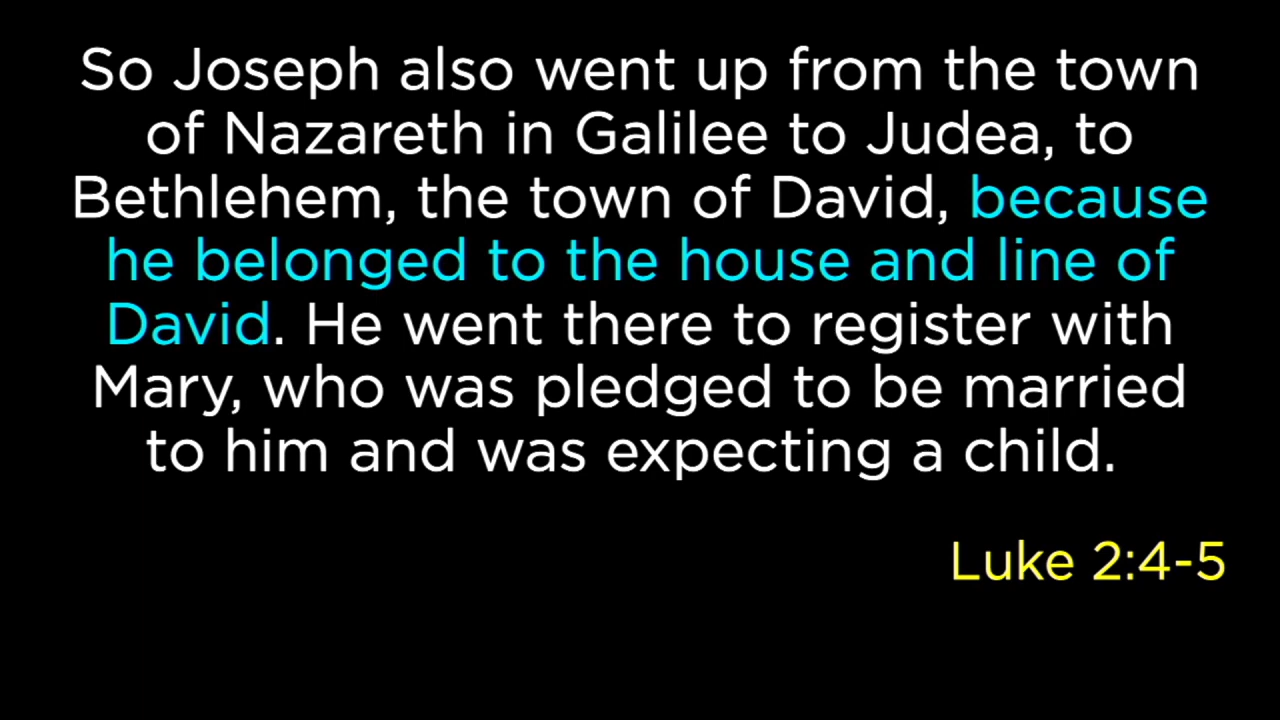 So Joseph also went up from the town
of Nazareth in Galilee to Judea, to
Bethlehem, the town of David, because
he belonged to the house and line of
David. He went there to register with
Mary, who was pledged to be married
to him and was expecting a child.
Luke 2:4-5